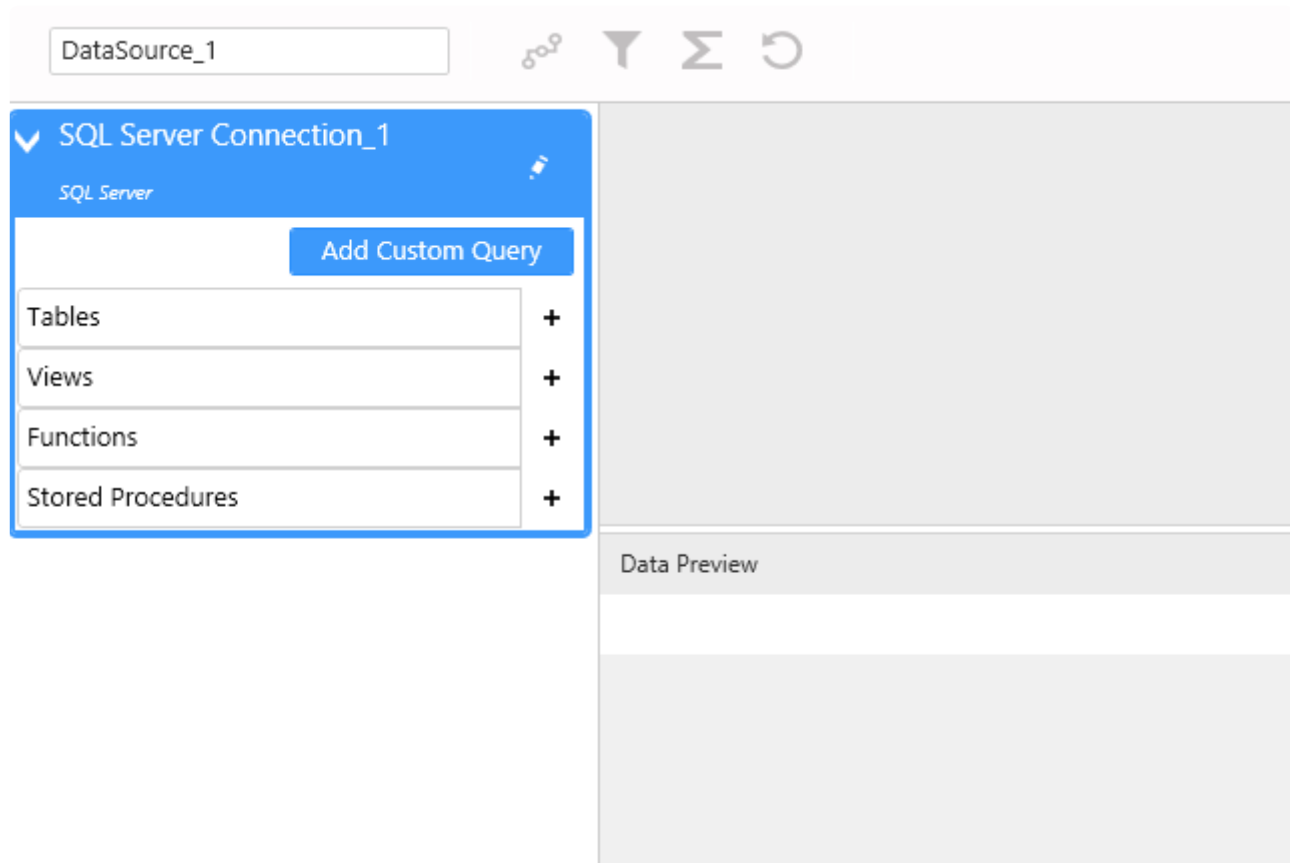 DataSource_1
SQL Server Connection_1
SQL Server
Add Custom Query
Tables
Views
Functions
Stored Procedures
Data Preview